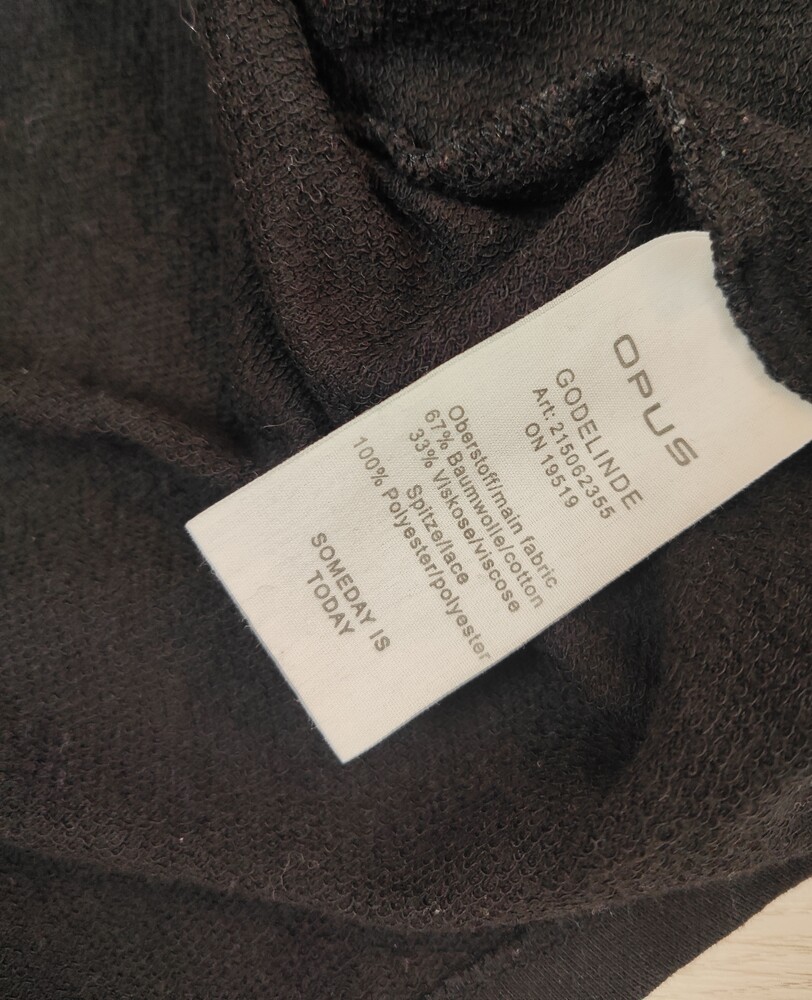 OPUS
GODELINDE
Art: 215062355
ON 19519
Oberstoff/main fabric
67% Baumwolle/cotton
33% Viskose/viscose
Spitze/lace
100% Polyester/polyester
SOMEDAY IS
TODAY